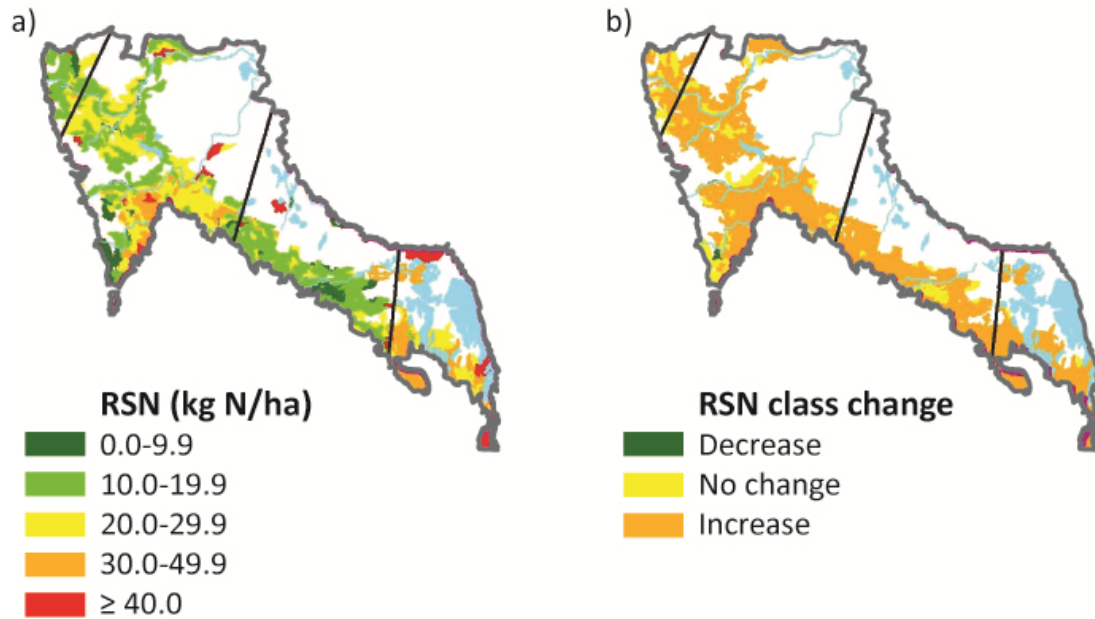 a)
b)
RSN (kg N/ha)
0.0-9.9
10.0-19.9
20.0-29.9
30.0-49.9
≥ 40.0
RSN class change
Decrease
No change
Increase